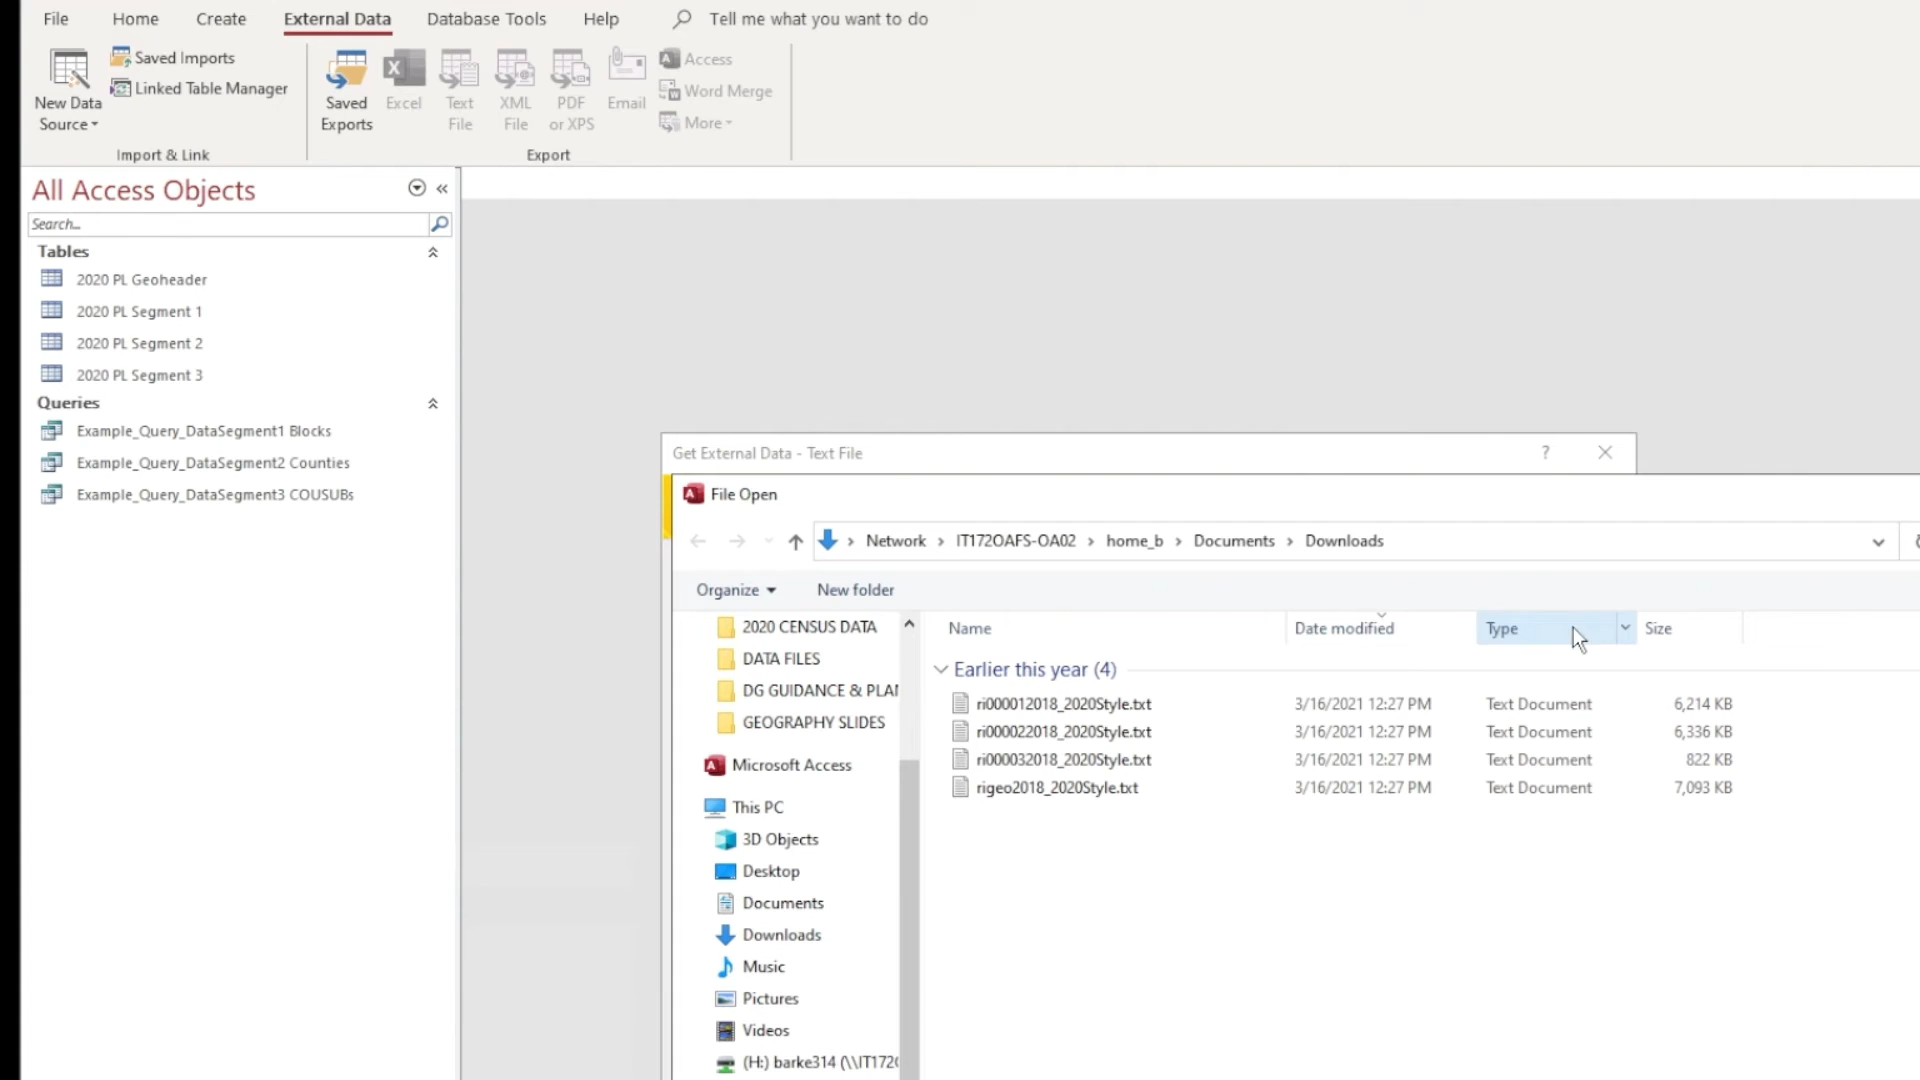 File Home Create External Data Database Tools Help Tell me what you want to do
New Data Source
Saved Imports
Linked Table Manager
Import & Link
Saved Exports
Excel
Text File
XML File
PDF or XPS
Email
Access
Word Merge
More
Export
All Access Objects
Search...
Tables
2020 PL Geoheader
2020 PL Segment 1
2020 PL Segment 2
2020 PL Segment 3
Queries
Example_Query_DataSegment1 Blocks
Example_Query_DataSegment2 Counties
Example_Query_DataSegment3 COUSUBs
Get External Data - Text File ?
File Open
Network › IT172OAFS-OA02 › home_b › Documents › Downloads
Organize New folder
2020 CENSUS DATA
DATA FILES
DG GUIDANCE & PLAN
GEOGRAPHY SLIDES
Microsoft Access
This PC
3D Objects
Desktop
Documents
Downloads
Music
Pictures
Videos
(H:) barke314 (\\IT172
Name Date modified Type Size
Earlier this year (4)
ri000012018_2020Style.txt 3/16/2021 12:27 PM Text Document 6,214 KB
ri000022018_2020Style.txt 3/16/2021 12:27 PM Text Document 6,336 KB
ri000032018_2020Style.txt 3/16/2021 12:27 PM Text Document 822 KB
rigeo2018_2020Style.txt 3/16/2021 12:27 PM Text Document 7,093 KB